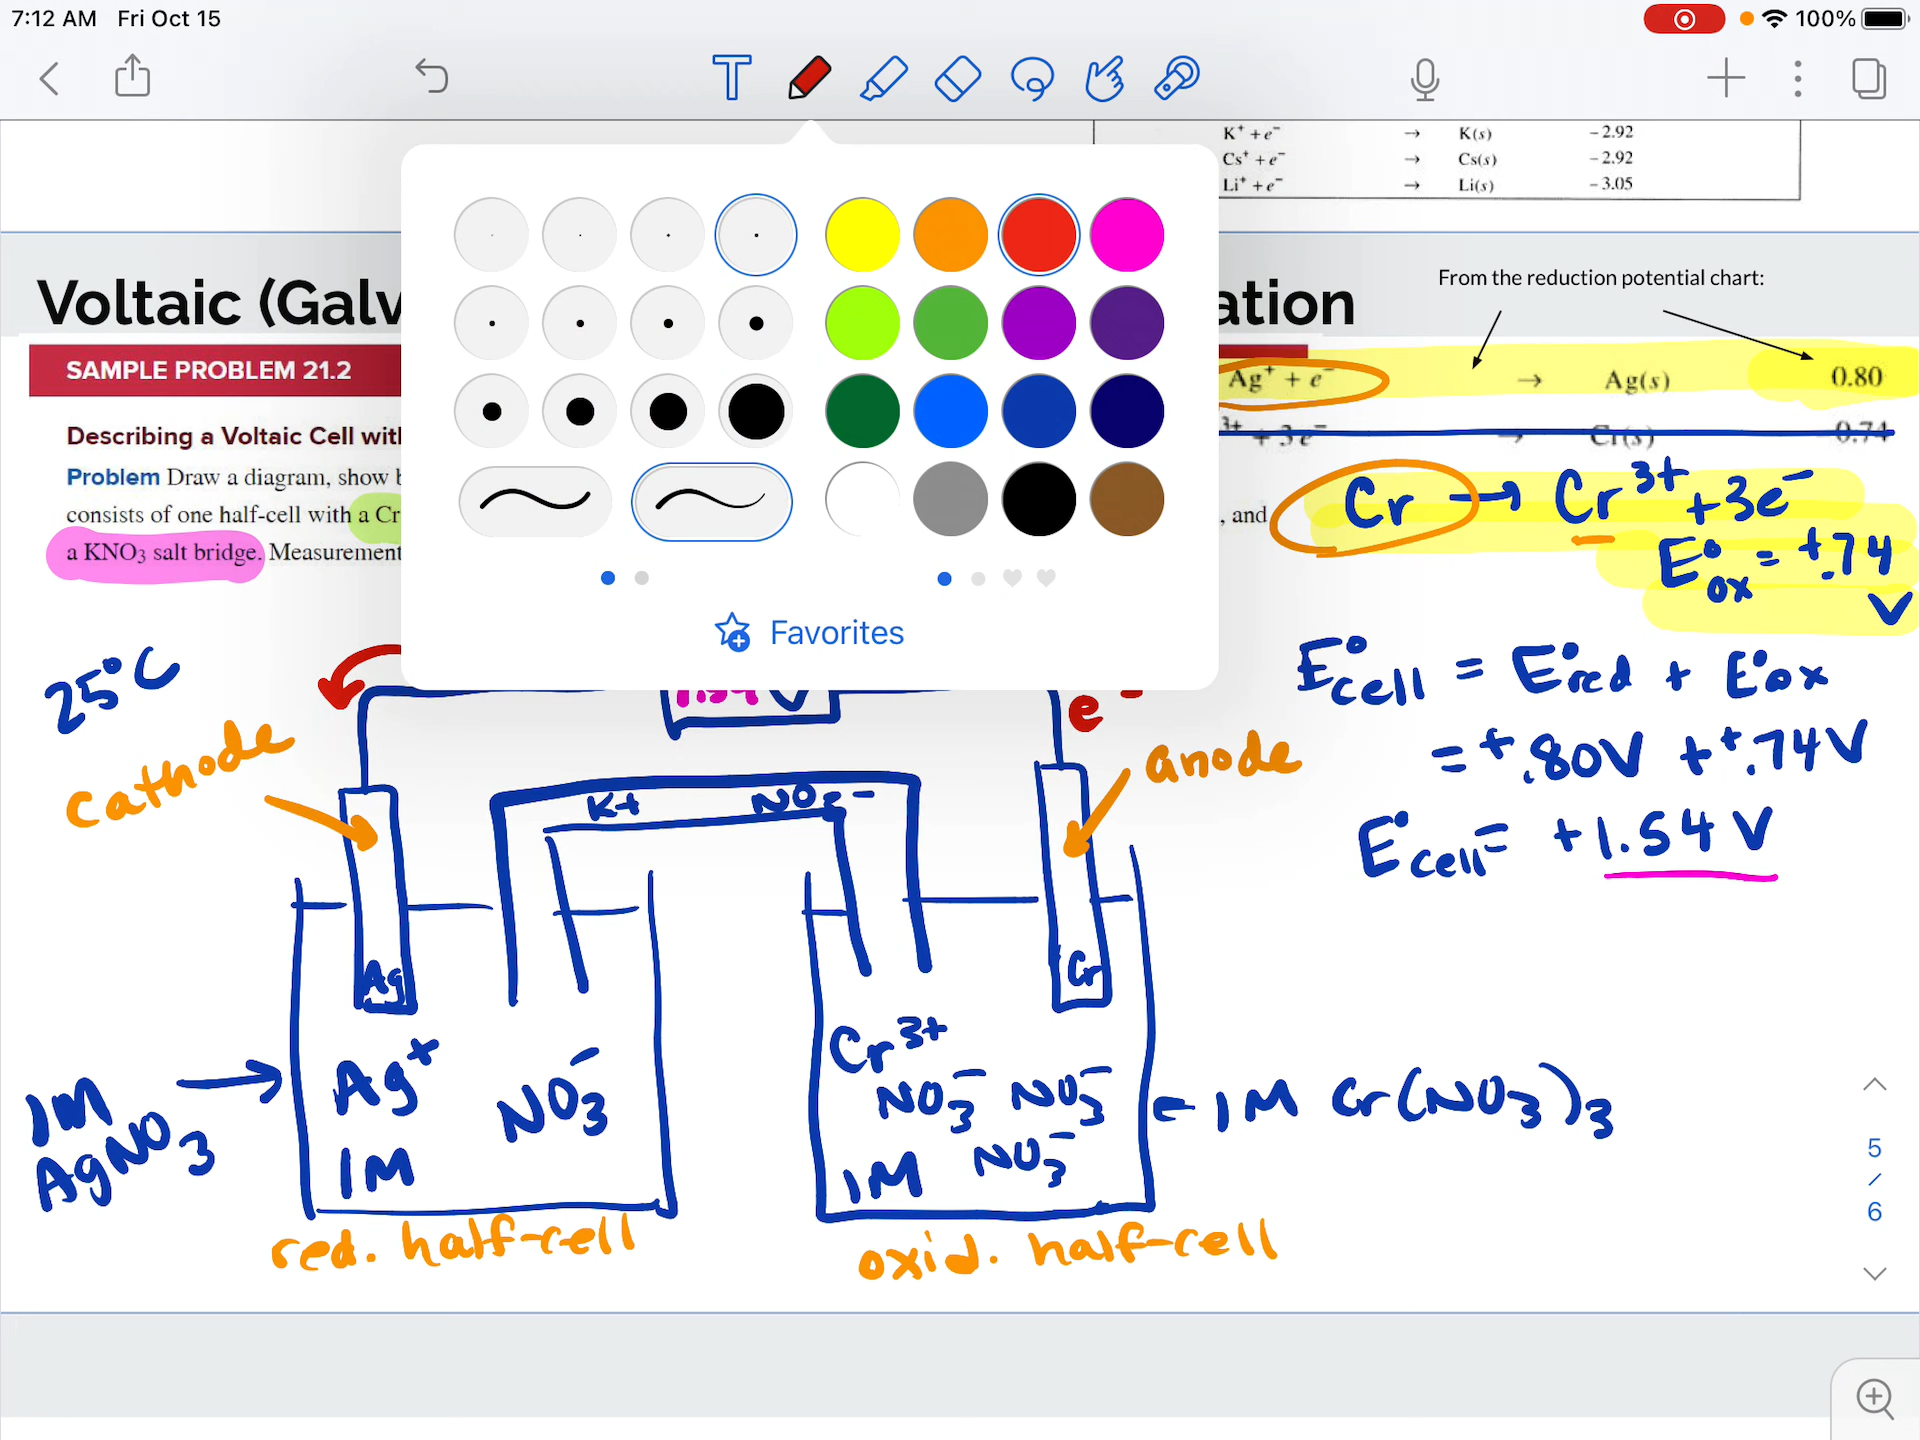 7:12 AM Fri Oct 15
100%
T
K⁺ + e⁻ → K(s) −2.92
Cs⁺ + e⁻ → Cs(s) −2.92
Li⁺ + e⁻ → Li(s) −3.05
Voltaic (Galv
ation
From the reduction potential chart:
SAMPLE PROBLEM 21.2
Ag⁺ + e⁻ → Ag(s) 0.80
3+ + 3e⁻ → Cr(s) 0.74
Describing a Voltaic Cell wit
Problem Draw a diagram, show
consists of one half-cell with a Cr
, and
a KNO₃ salt bridge. Measurement
Cr → Cr³⁺ + 3e⁻
E°ox = +.74 V
Favorites
25°C
V
e⁻
E°cell = E°red + E°ox
= +.80V + +.74V
E°cell = +1.54 V
cathode
anode
K+ NO₃⁻
Ag
Cr
1M AgNO₃ →
Ag⁺ NO₃⁻
1M
Cr³⁺
NO₃⁻ NO₃⁻
1M NO₃⁻
← 1M Cr(NO₃)₃
red. half-cell
oxid. half-cell
5
/
6